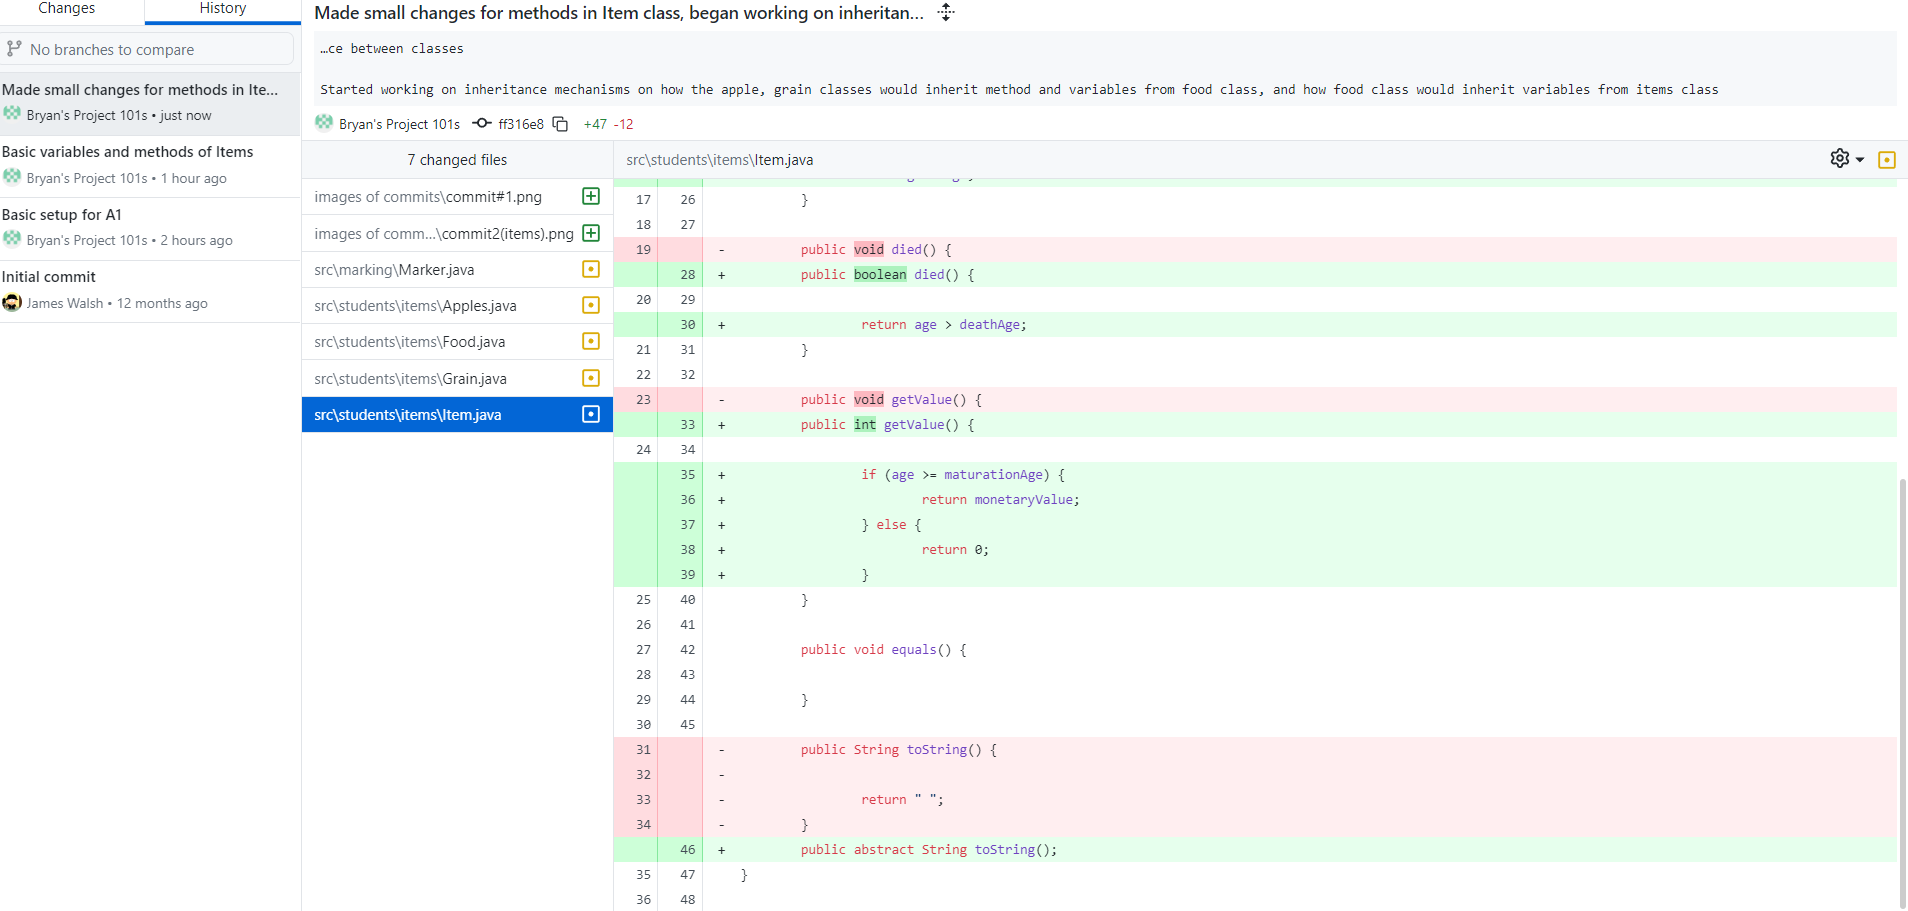 Changes
History
No branches to compare
Made small changes for methods in Ite...
Bryan's Project 101s • just now
Basic variables and methods of Items
Bryan's Project 101s • 1 hour ago
Basic setup for A1
Bryan's Project 101s • 2 hours ago
Initial commit
James Walsh • 12 months ago
Made small changes for methods in Item class, began working on inheritan...
…ce between classes
Started working on inheritance mechanisms on how the apple, grain classes would inherit method and variables from food class, and how food class would inherit variables from items class
Bryan's Project 101s ff316e8 +47 -12
7 changed files
images of commits\commit#1.png
images of comm...\commit2(items).png
src\marking\Marker.java
src\students\items\Apples.java
src\students\items\Food.java
src\students\items\Grain.java
src\students\items\Item.java
src\students\items\Item.java
17 26 }
18 27
19 - public void died() {
28 + public boolean died() {
20 29
30 + return age > deathAge;
21 31 }
22 32
23 - public void getValue() {
33 + public int getValue() {
24 34
35 + if (age >= maturationAge) {
36 + return monetaryValue;
37 + } else {
38 + return 0;
39 + }
25 40 }
26 41
27 42 public void equals() {
28 43
29 44 }
30 45
31 - public String toString() {
32 -
33 - return " ";
34 - }
46 + public abstract String toString();
35 47 }
36 48